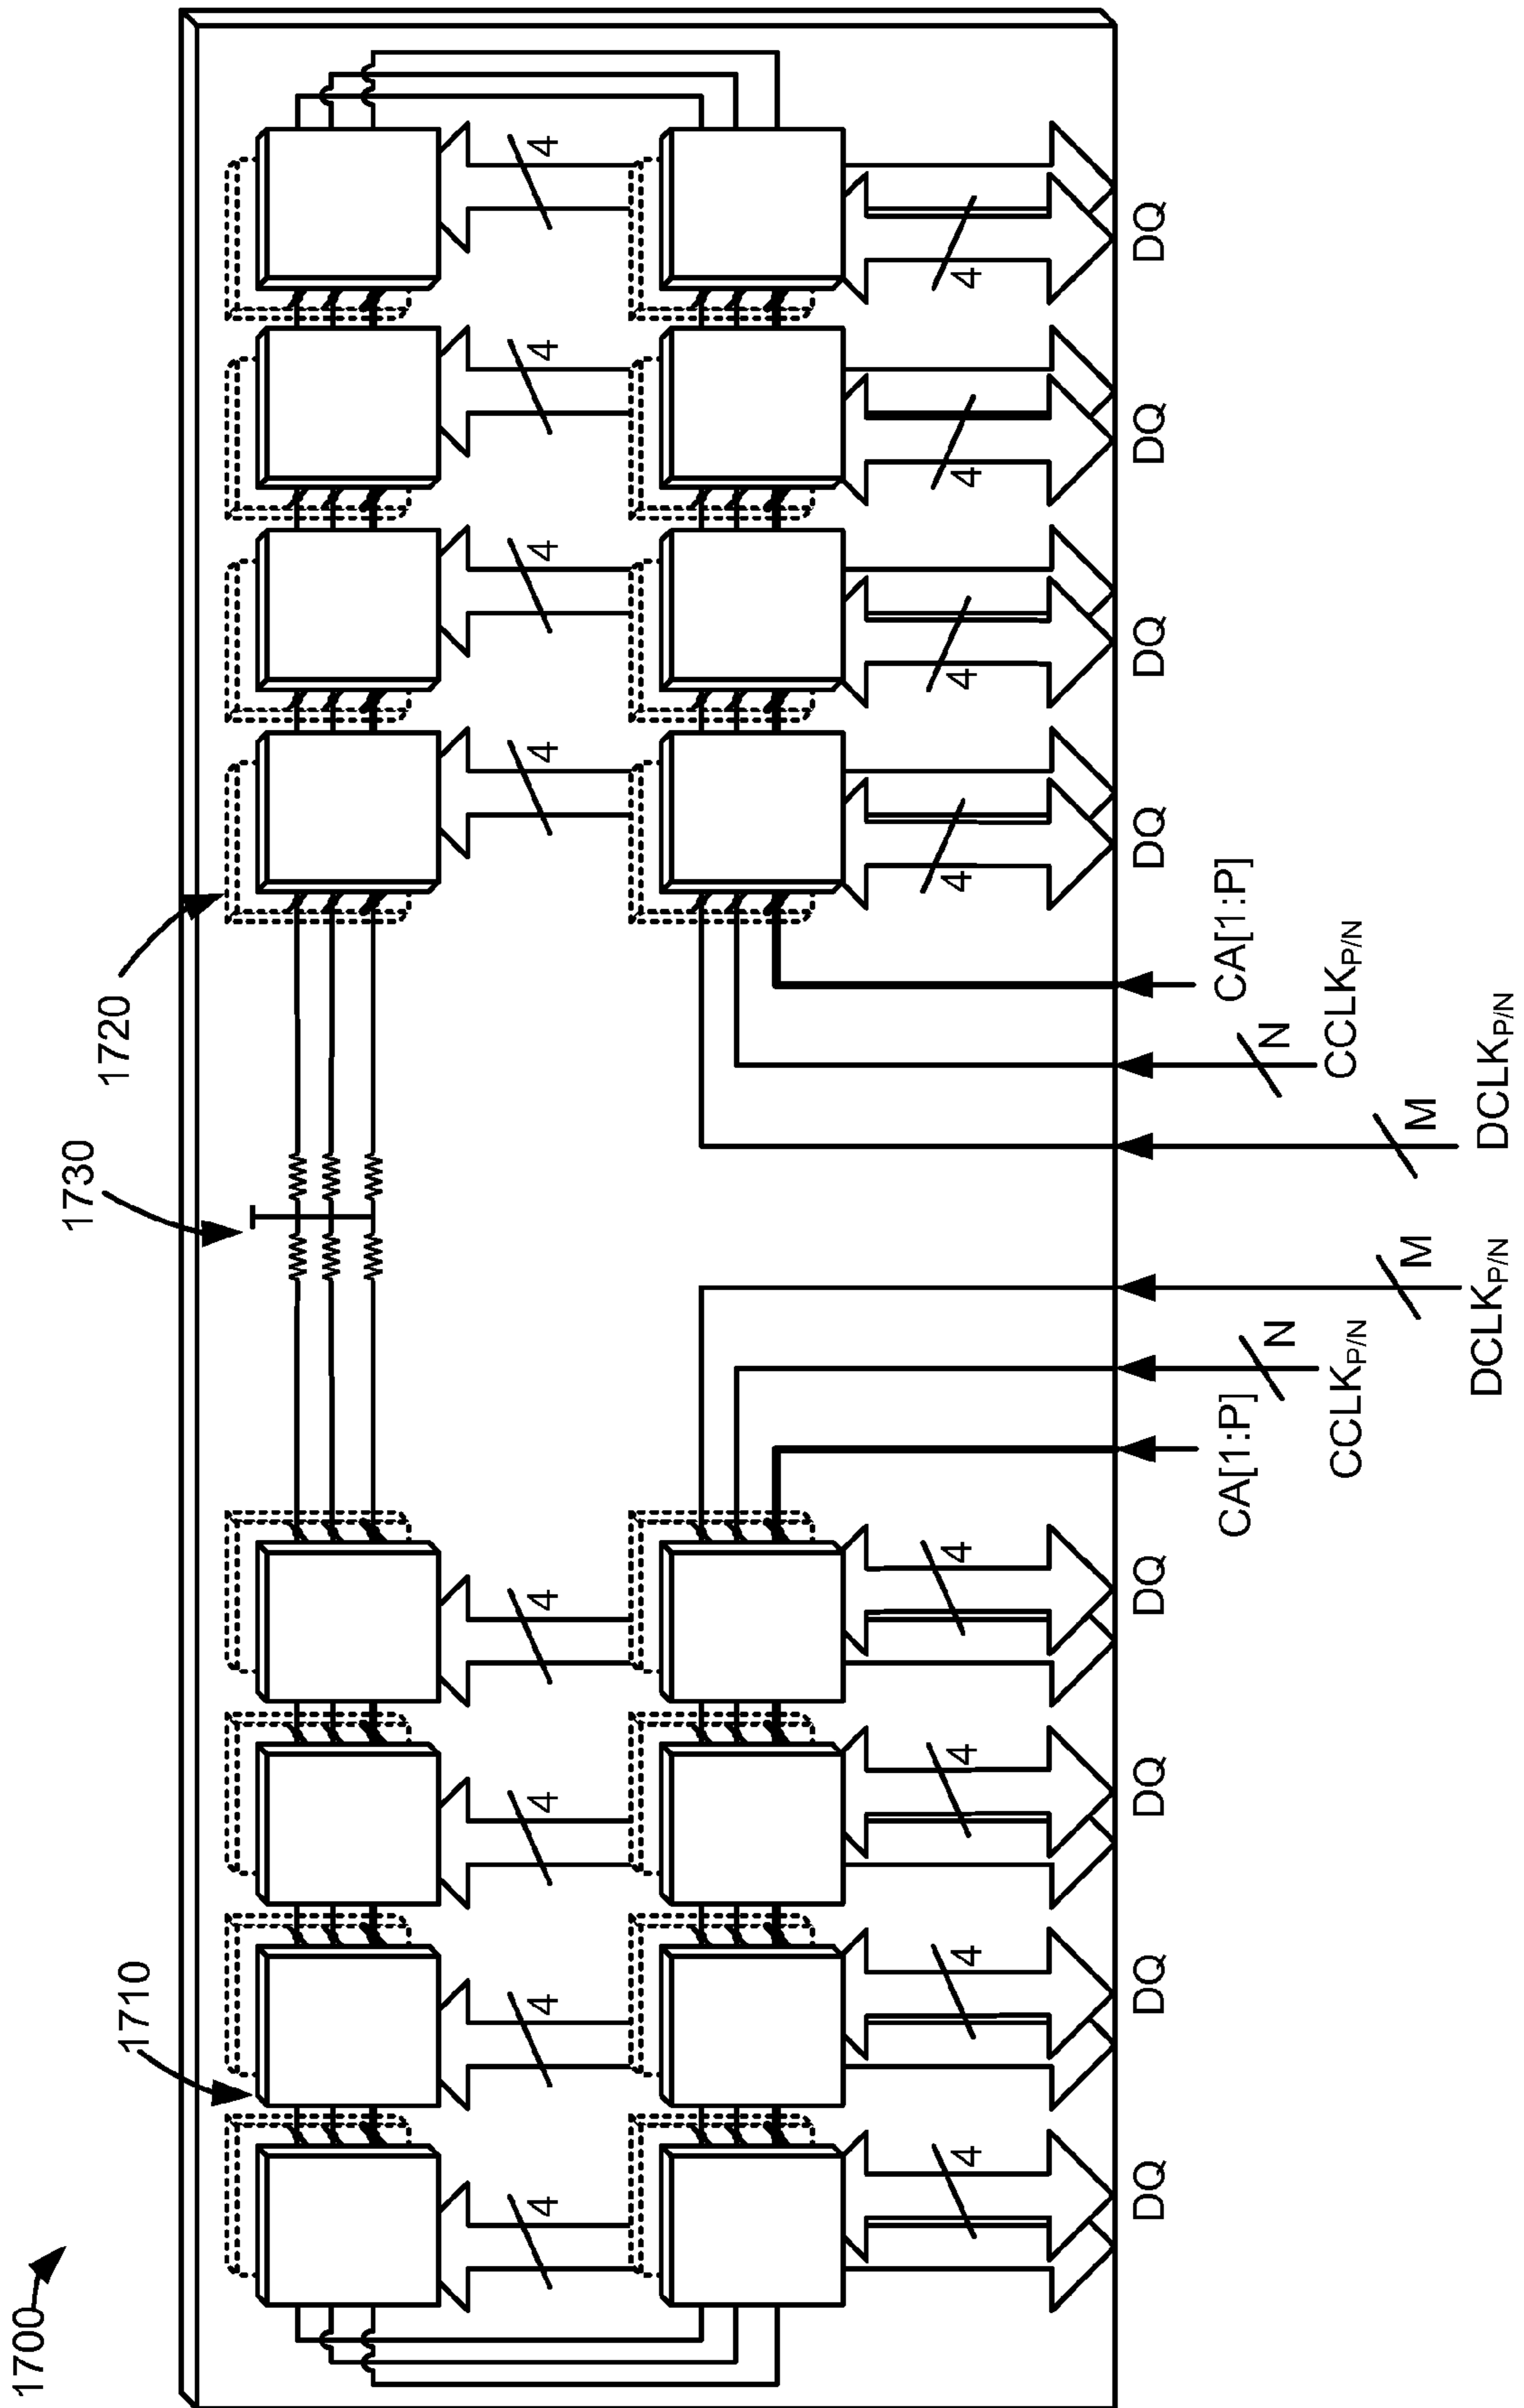 1700
1710
1730
1720
4 4 4 4 4 4 4 4
4 4 4 4 4 4 4 4
DQ DQ DQ DQ DQ DQ DQ DQ
CA[1:P] CA[1:P]
N N
CCLKP/N CCLKP/N
M M
DCLKP/N DCLKP/N